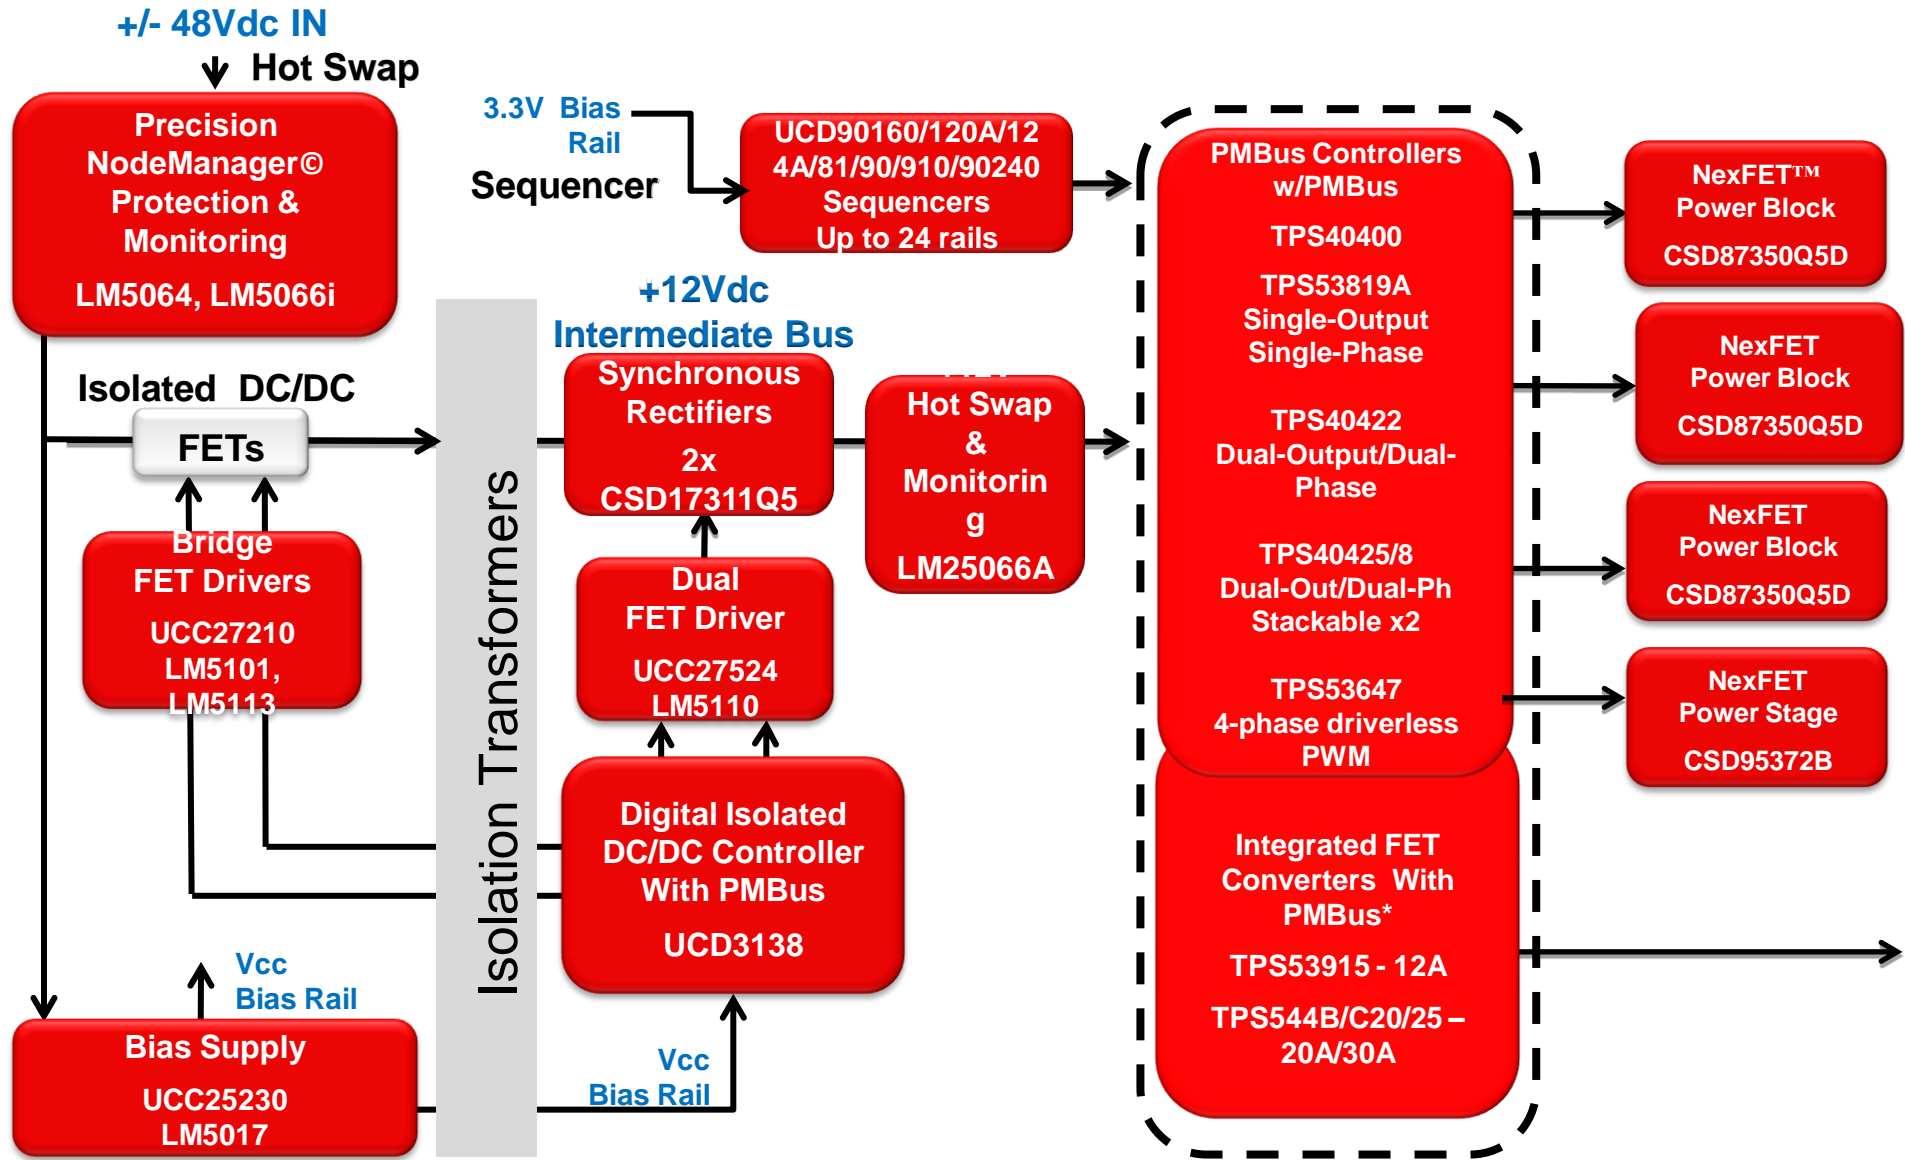 +/- 48Vdc IN
Hot Swap
Precision
NodeManager©
Protection &
Monitoring
LM5064, LM5066i
Isolated DC/DC
FETs
Bridge
FET Drivers
UCC27210
LM5101,
LM5113
Vcc
Bias Rail
Bias Supply
UCC25230
LM5017
Isolation Transformers
3.3V Bias
Rail
Sequencer
UCD90160/120A/12
4A/81/90/910/90240
Sequencers
Up to 24 rails
+12Vdc
Intermediate Bus
Synchronous
Rectifiers
2x
CSD17311Q5
Hot Swap
&
Monitorin
g
LM25066A
Dual
FET Driver
UCC27524
LM5110
Digital Isolated
DC/DC Controller
With PMBus
UCD3138
Vcc
Bias Rail
PMBus Controllers
w/PMBus
TPS40400
TPS53819A
Single-Output
Single-Phase
TPS40422
Dual-Output/Dual-
Phase
TPS40425/8
Dual-Out/Dual-Ph
Stackable x2
TPS53647
4-phase driverless
PWM
Integrated FET
Converters With
PMBus*
TPS53915 - 12A
TPS544B/C20/25 –
20A/30A
NexFET™
Power Block
CSD87350Q5D
NexFET
Power Block
CSD87350Q5D
NexFET
Power Block
CSD87350Q5D
NexFET
Power Stage
CSD95372B